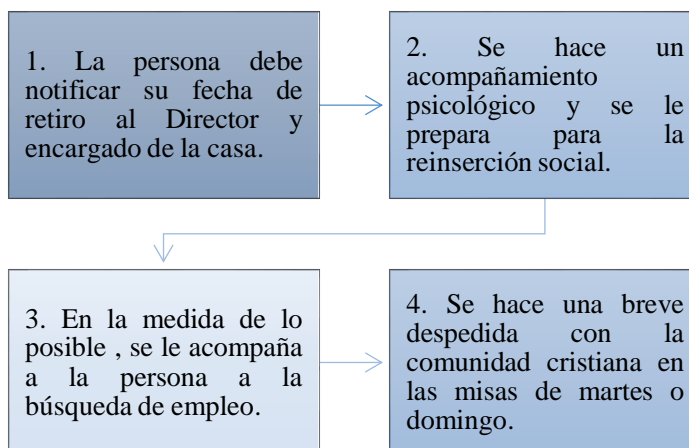 1. La persona debe
notificar su fecha de
retiro al Director y
encargado de la casa.
2. Se hace un
acompañamiento
psicológico y se le
prepara para la
reinserción social.
3. En la medida de lo
posible , se le acompaña
a la persona a la
búsqueda de empleo.
4. Se hace una breve
despedida con la
comunidad cristiana en
las misas de martes o
domingo.